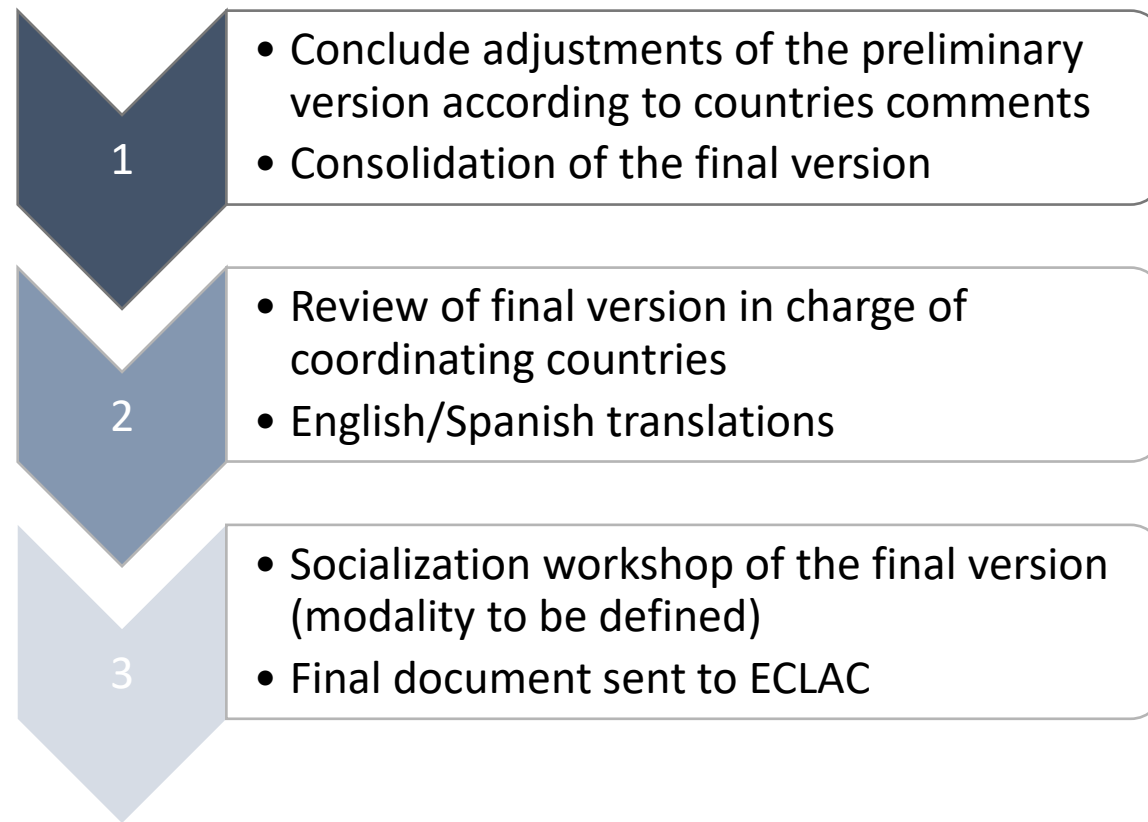 1
• Conclude adjustments of the preliminary
version according to countries comments
• Consolidation of the final version
2
• Review of final version in charge of
coordinating countries
• English/Spanish translations
3
• Socialization workshop of the final version
(modality to be defined)
• Final document sent to ECLAC